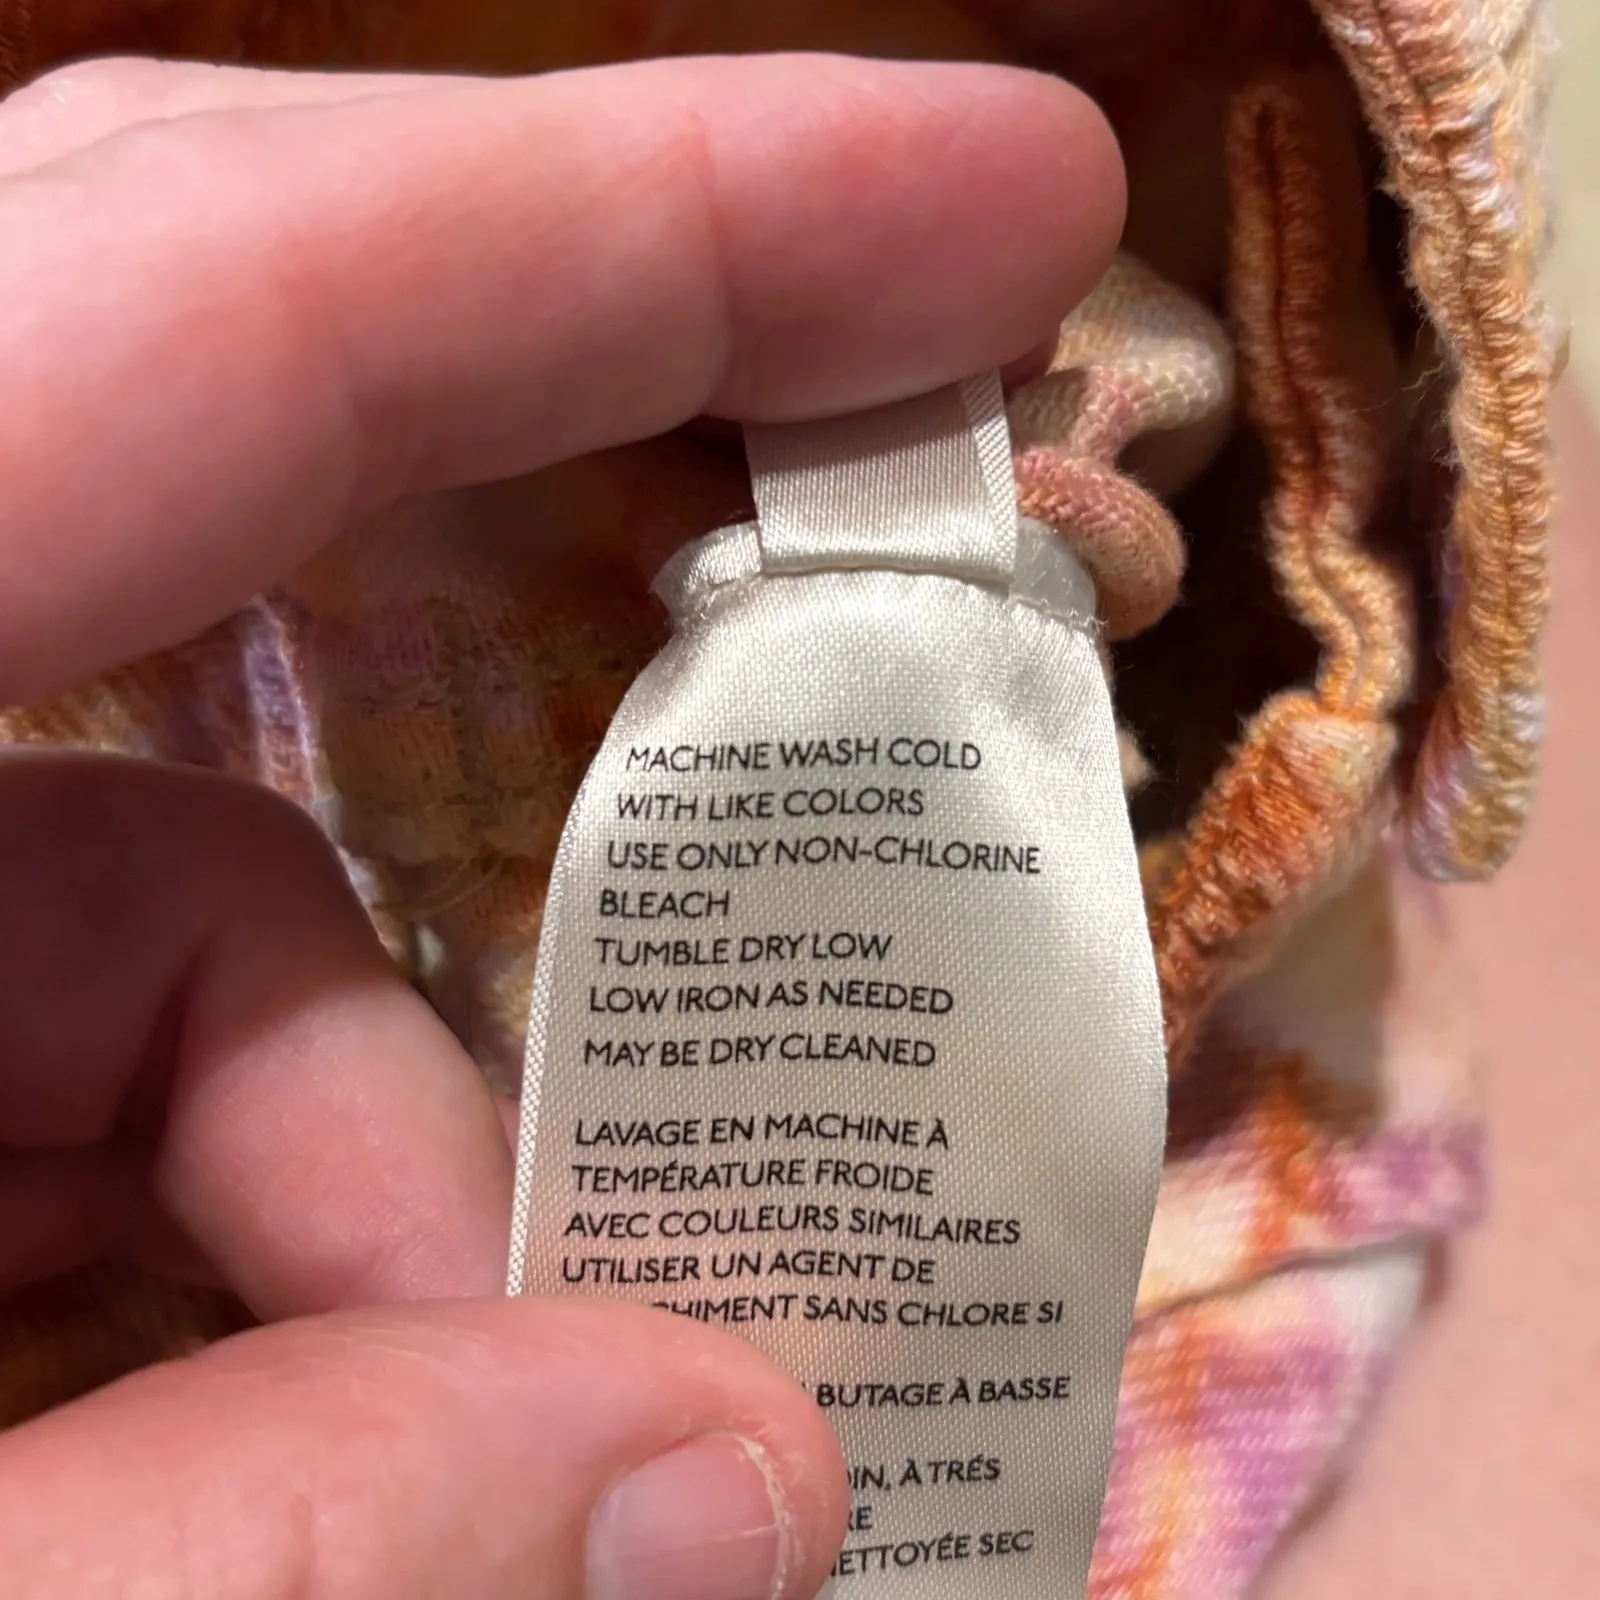 MACHINE WASH COLD
WITH LIKE COLORS
USE ONLY NON-CHLORINE
BLEACH
TUMBLE DRY LOW
LOW IRON AS NEEDED
MAY BE DRY CLEANED
LAVAGE EN MACHINE À
TEMPÉRATURE FROIDE
AVEC COULEURS SIMILAIRES
UTILISER UN AGENT DE
SANS CHLORE SI
À BASSE
À TRÉS
SEC